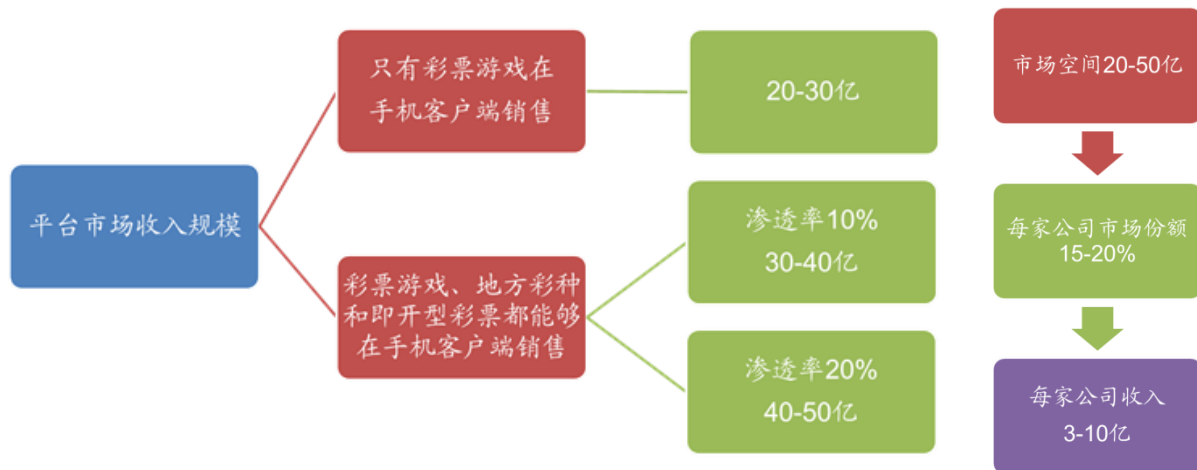 平台市场收入规模
只有彩票游戏在
手机客户端销售
20-30亿
彩票游戏、地方彩种
和即开型彩票都能够
在手机客户端销售
渗透率10%
30-40亿
渗透率20%
40-50亿
市场空间20-50亿
每家公司市场份额
15-20%
每家公司收入
3-10亿